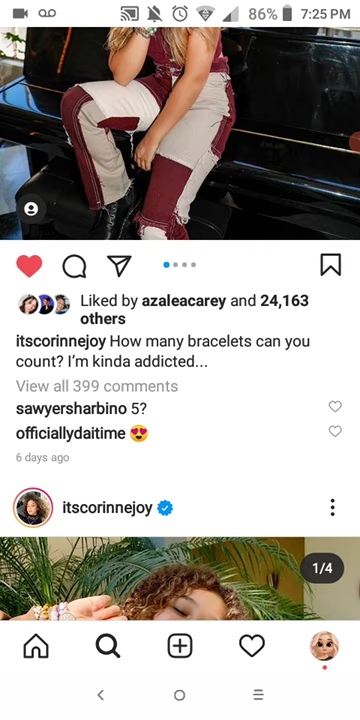 86% 7:25 PM
Liked by azaleacarey and 24,163
others
itscorinnejoy How many bracelets can you
count? I'm kinda addicted...
View all 399 comments
sawyersharbino 5?
officiallydaitime 😍
6 days ago
itscorinnejoy
1/4